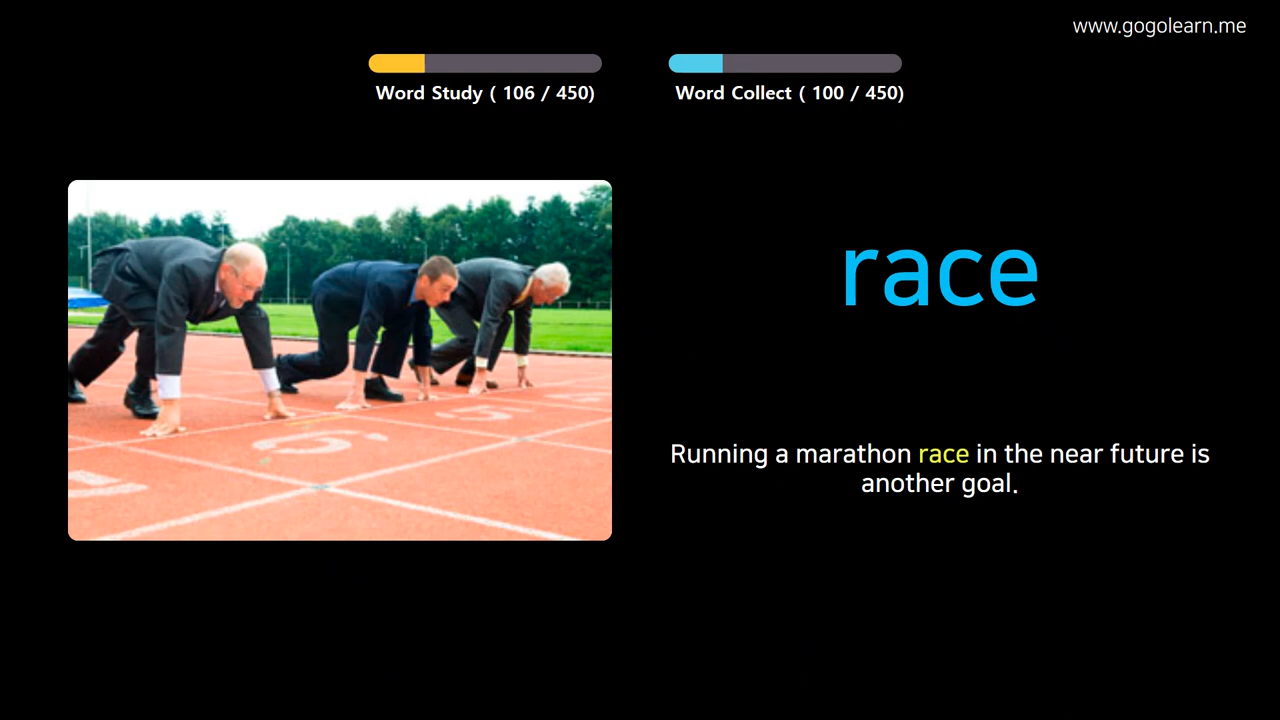 www.gogolearn.me
Word Study ( 106 / 450)
Word Collect ( 100 / 450)
race
Running a marathon race in the near future is
another goal.